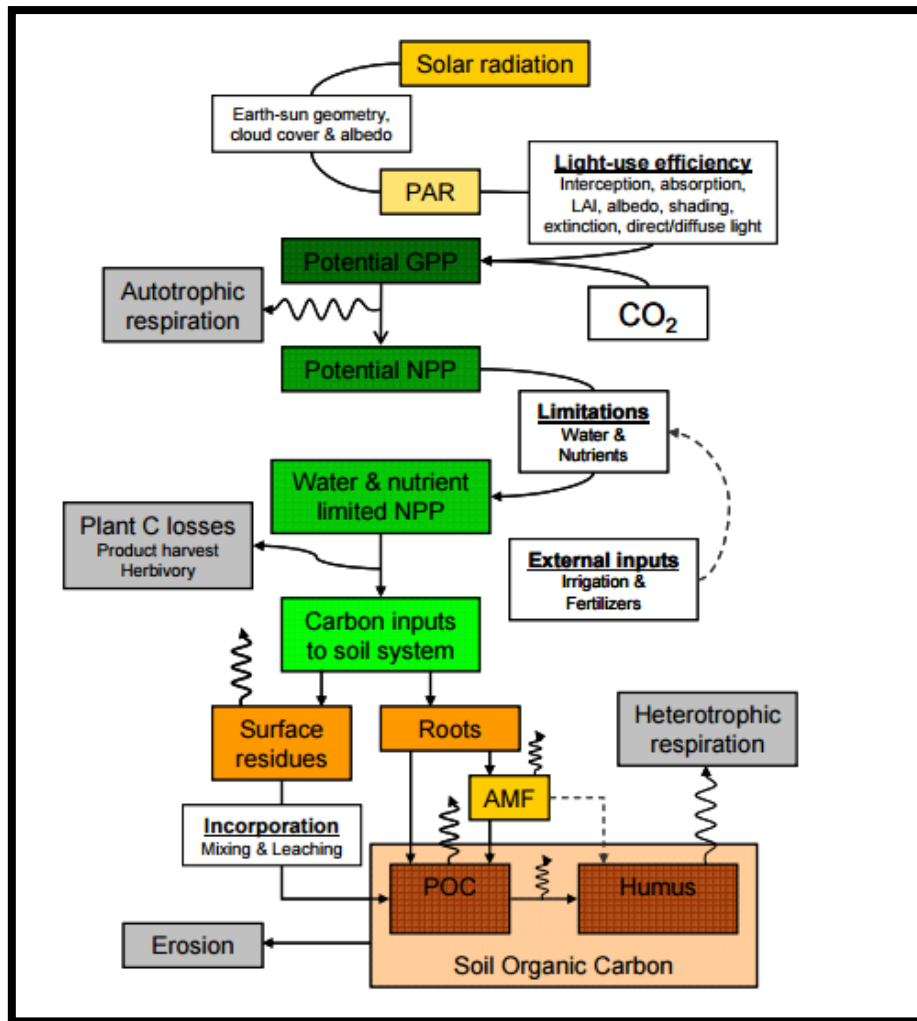 Solar radiation
Earth-sun geometry,
cloud cover & albedo
Light-use efficiency
Interception, absorption,
LAI, albedo, shading,
extinction, direct/diffuse light
PAR
Potential GPP
Autotrophic
respiration
CO₂
Potential NPP
Limitations
Water &
Nutrients
Water & nutrient
limited NPP
Plant C losses
Product harvest
Herbivory
External inputs
Irrigation &
Fertilizers
Carbon inputs
to soil system
Surface
residues
Roots
Heterotrophic
respiration
AMF
Incorporation
Mixing & Leaching
POC
Humus
Erosion
Soil Organic Carbon